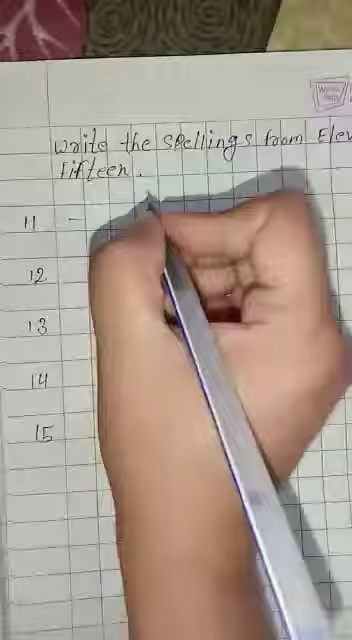 Write the spellings from Elev
fifteen.
11 -
12
13
14
15